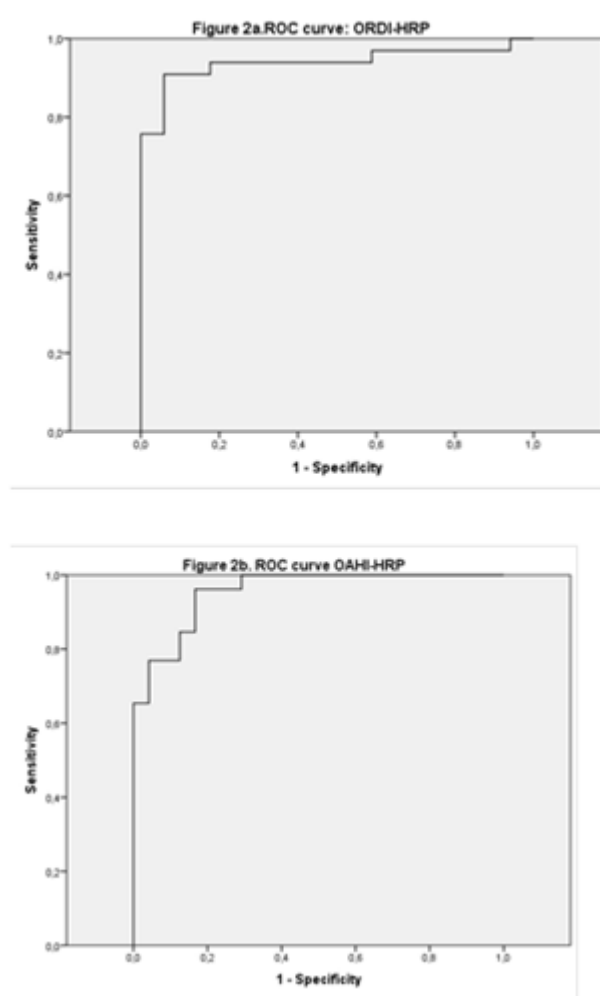 Figure 2a.ROC curve: ORDI-HRP
1,0
0,8
0,6
0,4
0,2
0,0
Sensitivity
0,0 0,2 0,4 0,6 0,8 1,0
1 - Specificity
Figure 2b. ROC curve OAHI-HRP
1,0
0,8
0,6
0,4
0,2
0,0
Sensitivity
0,0 0,2 0,4 0,6 0,8 1,0
1 - Specificity